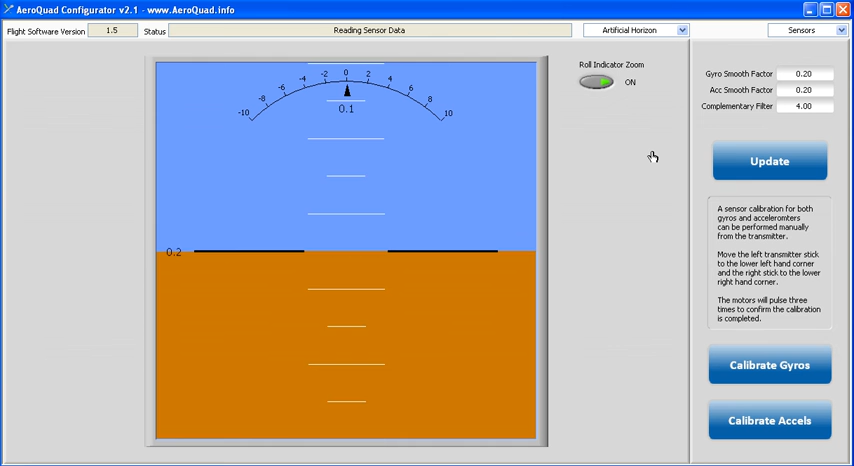 AeroQuad Configurator v2.1 - www.AeroQuad.info
Flight Software Version 1.5 Status Reading Sensor Data Artificial Horizon Sensors
Roll Indicator Zoom
ON
-10 -8 -6 -4 -2 0 2 4 6 8 10
0.1
0.2
Gyro Smooth Factor 0.20
Acc Smooth Factor 0.20
Complementary Filter 4.00
Update
A sensor calibration for both
gyros and acceleromters
can be performed manually
from the transmitter.
Move the left transmitter stick
to the lower left hand corner
and the right stick to the lower
right hand corner.
The motors will pulse three
times to confirm the calibration
is completed.
Calibrate Gyros
Calibrate Accels